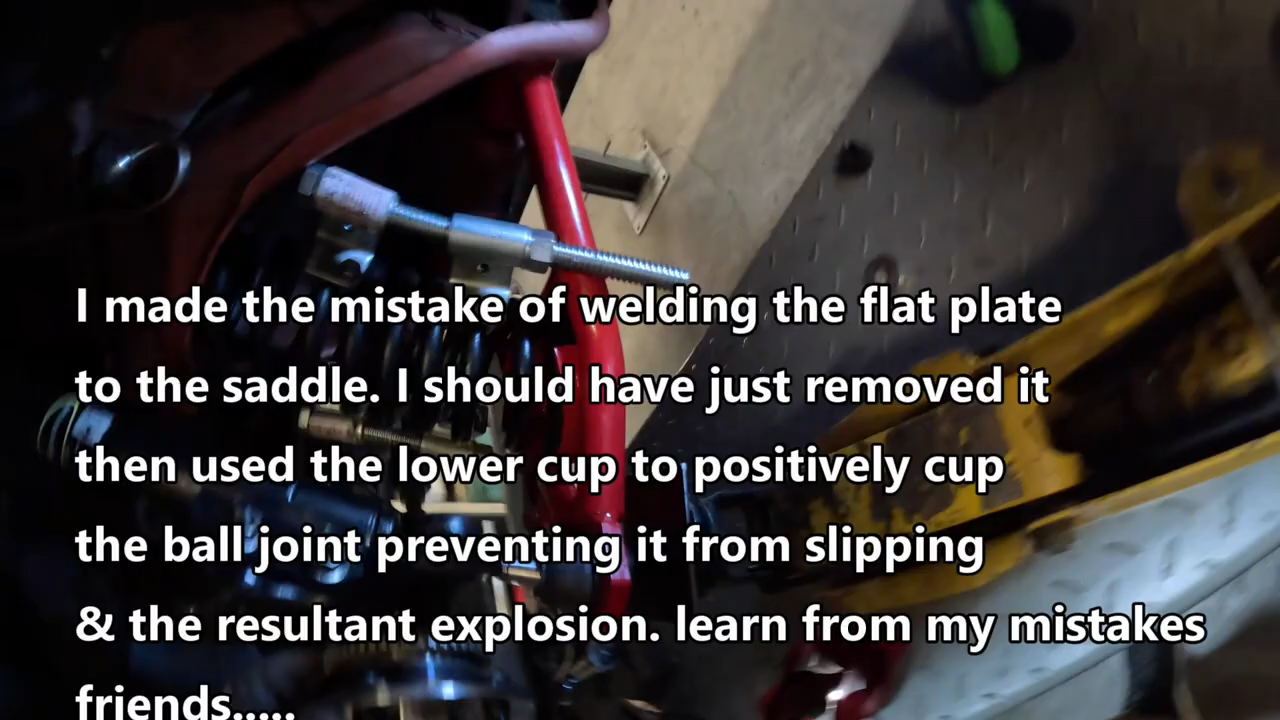 I made the mistake of welding the flat plate
to the saddle. I should have just removed it
then used the lower cup to positively cup
the ball joint preventing it from slipping
& the resultant explosion. learn from my mistakes
friends.....